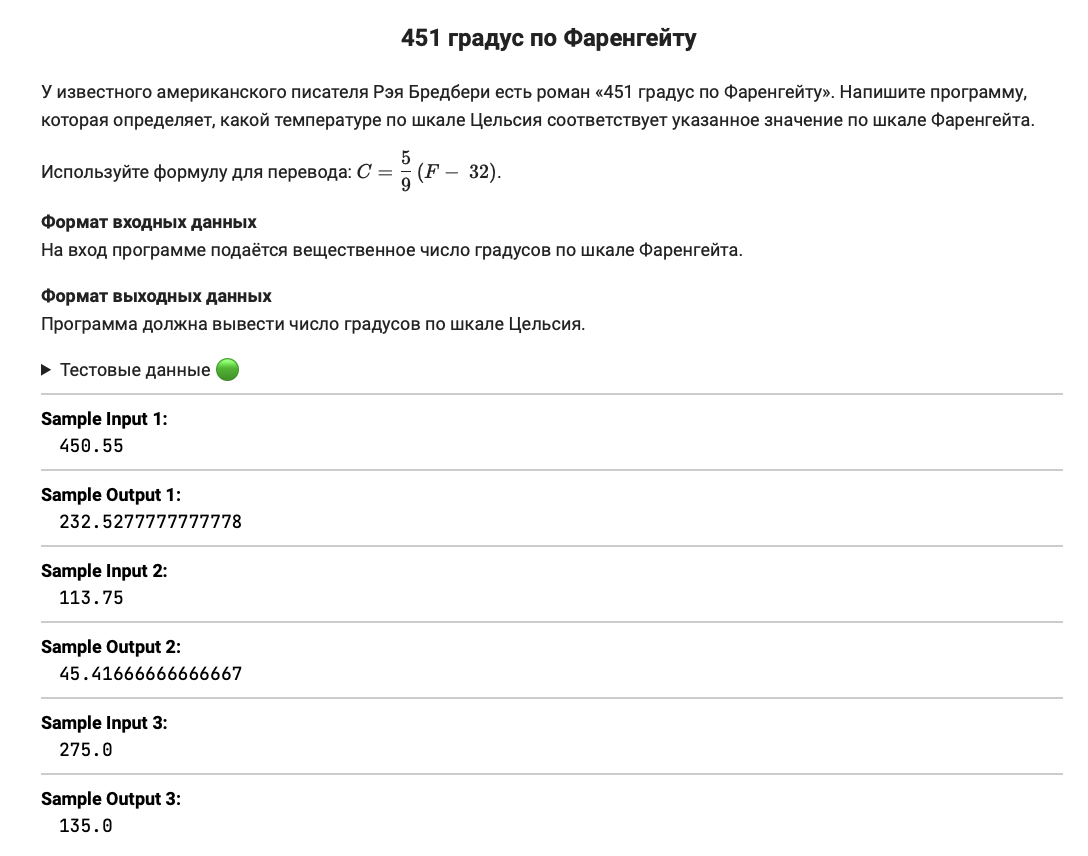 451 градус по Фаренгейту
У известного американского писателя Рэя Бредбери есть роман «451 градус по Фаренгейту». Напишите программу,
которая определяет, какой температуре по шкале Цельсия соответствует указанное значение по шкале Фаренгейта.
Используйте формулу для перевода: C = 5/9 (F − 32).
Формат входных данных
На вход программе подаётся вещественное число градусов по шкале Фаренгейта.
Формат выходных данных
Программа должна вывести число градусов по шкале Цельсия.
Тестовые данные
Sample Input 1:
450.55
Sample Output 1:
232.5277777777778
Sample Input 2:
113.75
Sample Output 2:
45.41666666666667
Sample Input 3:
275.0
Sample Output 3:
135.0